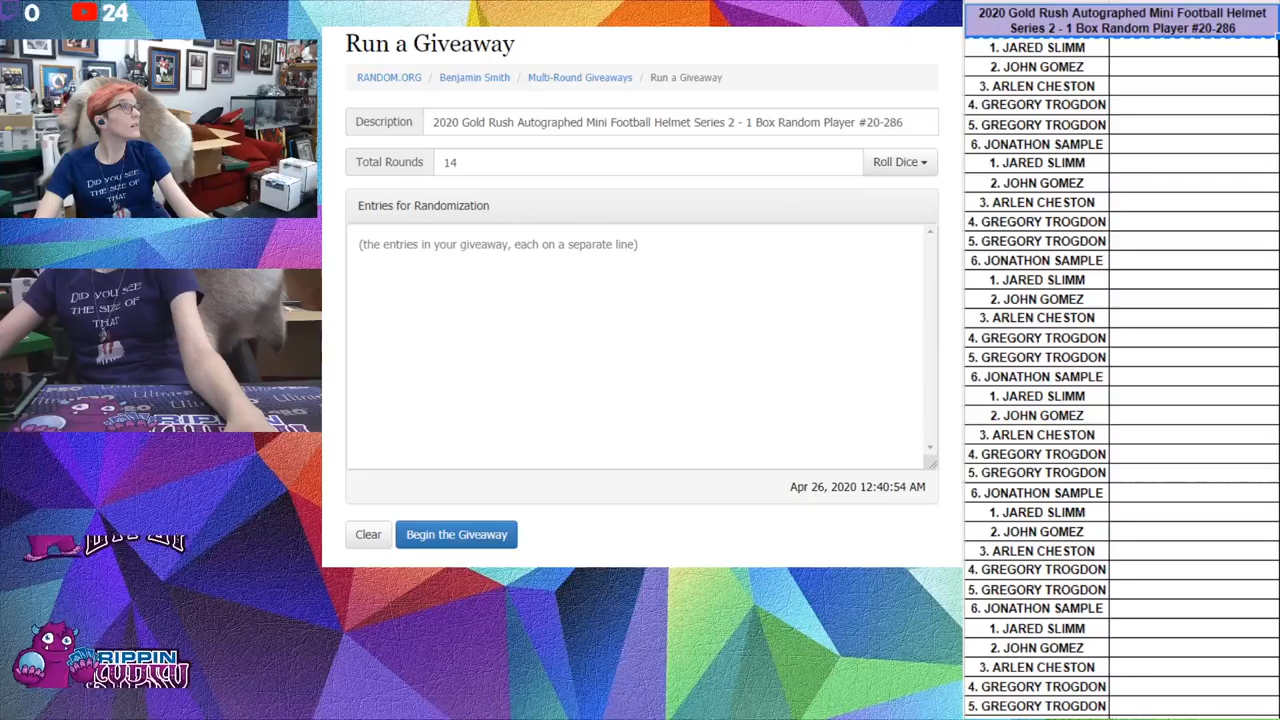 0 24
DID YOU SEE
THE SIZE OF
THAT
DID YOU SEE
THE SIZE OF
THAT
RIPPIN
Run a Giveaway
RANDOM.ORG / Benjamin Smith / Multi-Round Giveaways / Run a Giveaway
Description 2020 Gold Rush Autographed Mini Football Helmet Series 2 - 1 Box Random Player #20-286
Total Rounds 14 Roll Dice
Entries for Randomization
(the entries in your giveaway, each on a separate line)
Apr 26, 2020 12:40:54 AM
Clear Begin the Giveaway
2020 Gold Rush Autographed Mini Football Helmet
Series 2 - 1 Box Random Player #20-286
1. JARED SLIMM
2. JOHN GOMEZ
3. ARLEN CHESTON
4. GREGORY TROGDON
5. GREGORY TROGDON
6. JONATHON SAMPLE
1. JARED SLIMM
2. JOHN GOMEZ
3. ARLEN CHESTON
4. GREGORY TROGDON
5. GREGORY TROGDON
6. JONATHON SAMPLE
1. JARED SLIMM
2. JOHN GOMEZ
3. ARLEN CHESTON
4. GREGORY TROGDON
5. GREGORY TROGDON
6. JONATHON SAMPLE
1. JARED SLIMM
2. JOHN GOMEZ
3. ARLEN CHESTON
4. GREGORY TROGDON
5. GREGORY TROGDON
6. JONATHON SAMPLE
1. JARED SLIMM
2. JOHN GOMEZ
3. ARLEN CHESTON
4. GREGORY TROGDON
5. GREGORY TROGDON
6. JONATHON SAMPLE
1. JARED SLIMM
2. JOHN GOMEZ
3. ARLEN CHESTON
4. GREGORY TROGDON
5. GREGORY TROGDON
RIPPIN